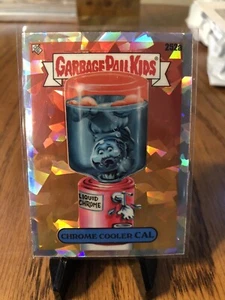 GARBAGE PAIL KIDS
LIQUID
CHROME
CHROME COOLER CAL